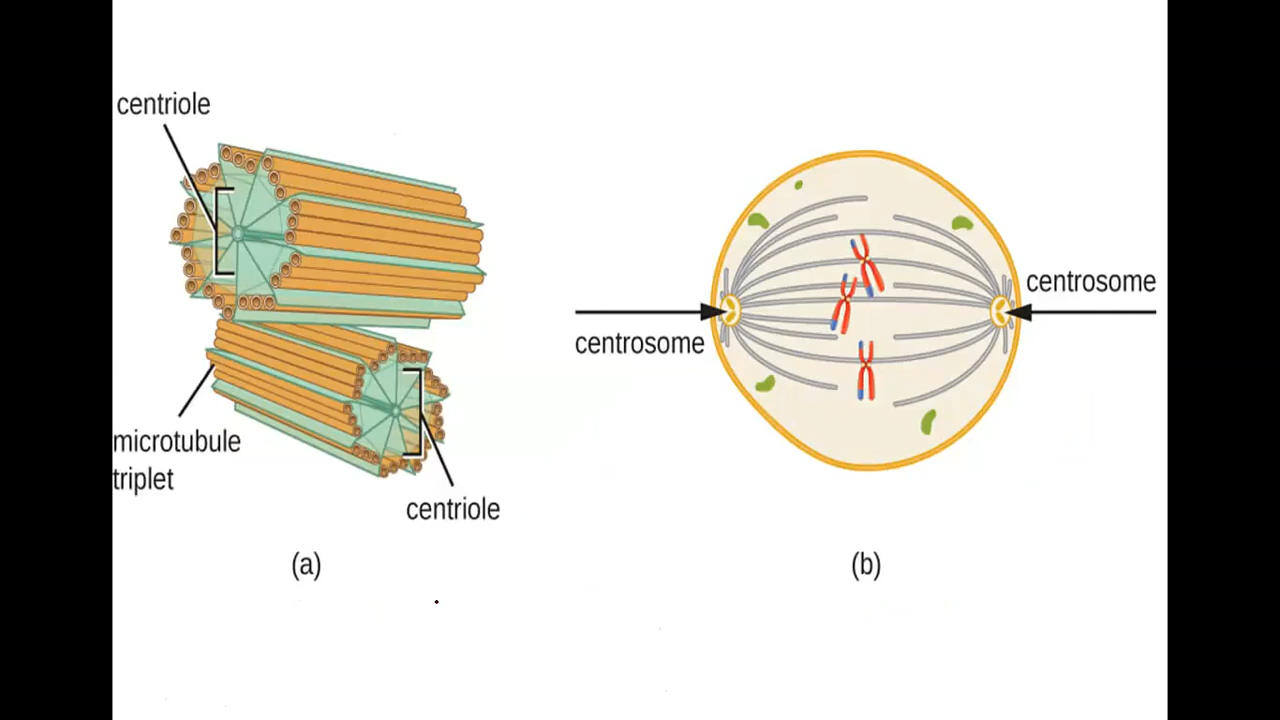 centriole
microtubule
triplet
centriole
(a)
centrosome
centrosome
(b)